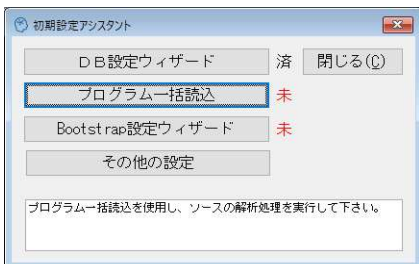 初期設定アシスタント
ＤＢ設定ウィザード 済 閉じる(C)
プログラム一括読込 未
Bootstrap設定ウィザード 未
その他の設定
プログラム一括読込を使用し、ソースの解析処理を実行して下さい。